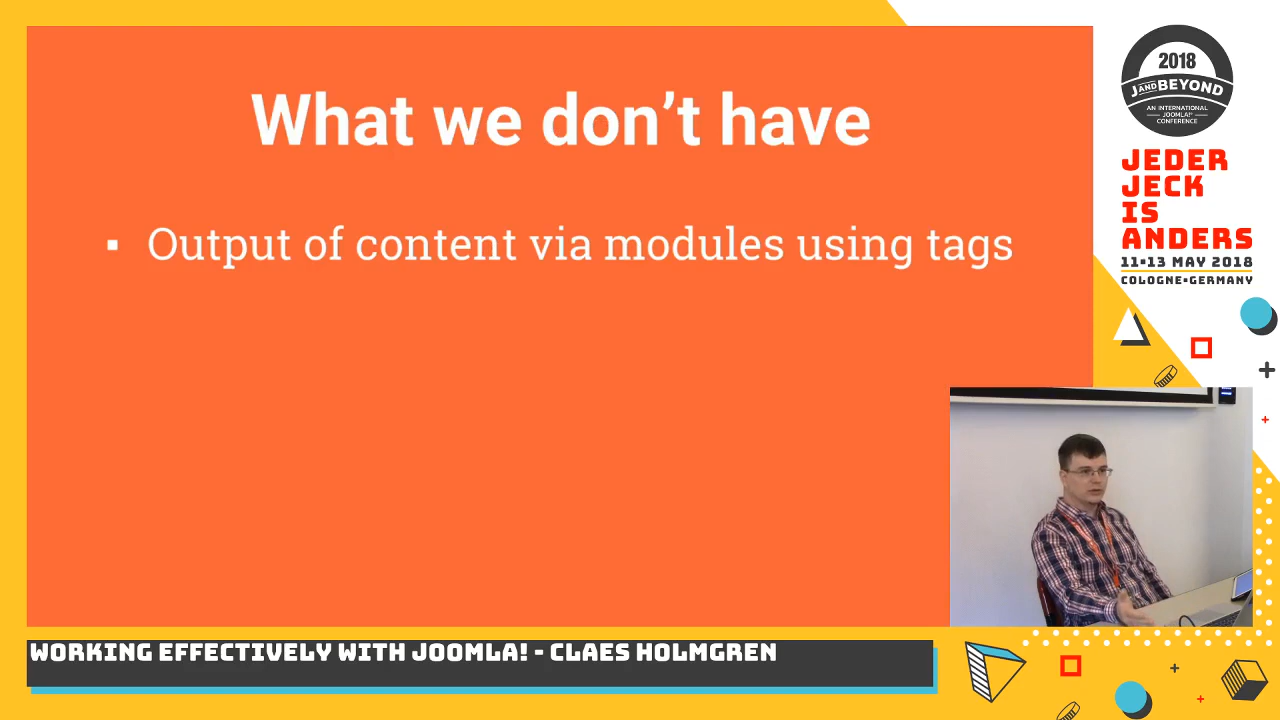 What we don't have
▪ Output of content via modules using tags
2018
J AND BEYOND
AN INTERNATIONAL
JOOMLA!®
CONFERENCE
JEDER
JECK
IS
ANDERS
11•13 MAY 2018
COLOGNE•GERMANY
WORKING EFFECTIVELY WITH JOOMLA! - CLAES HOLMGREN